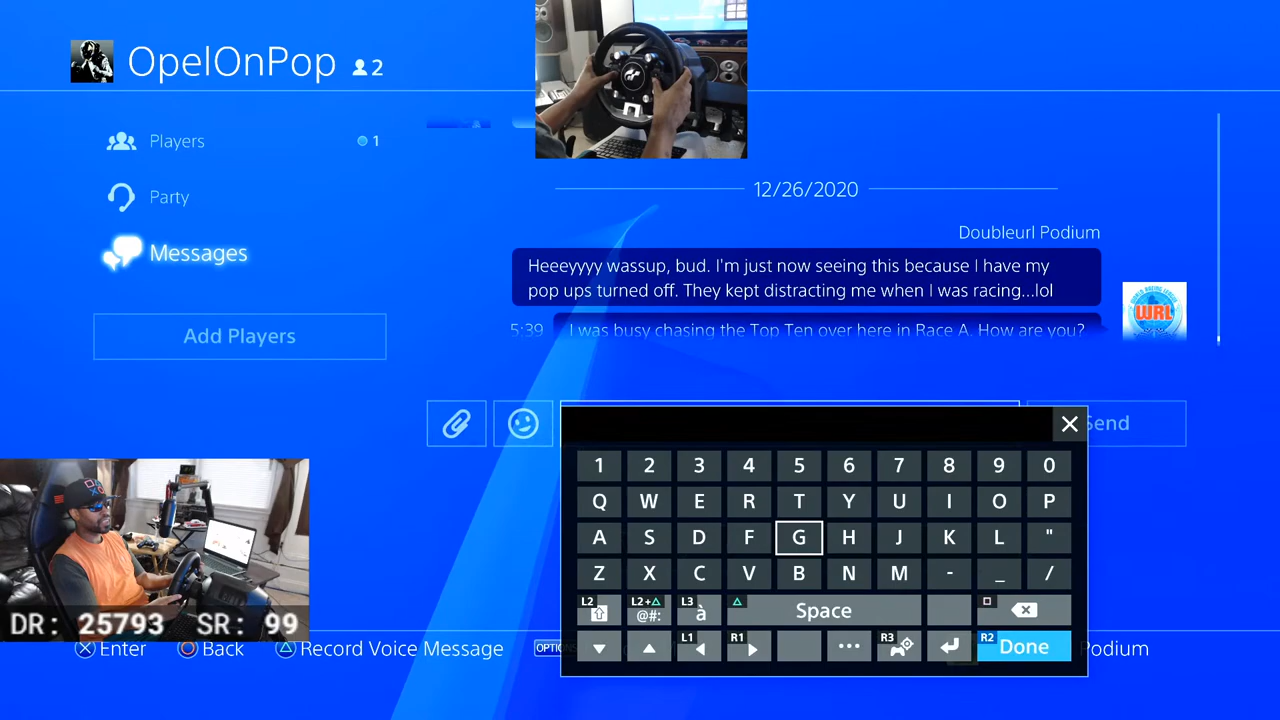 OpelOnPop 2
Players 1
Party
Messages
Add Players
12/26/2020
Doubleurl Podium
Heeeyyyy wassup, bud. I'm just now seeing this because I have my
pop ups turned off. They kept distracting me when I was racing...lol
5:39 I was busy chasing the Top Ten over here in Race A. How are you?
WRL
Send
1 2 3 4 5 6 7 8 9 0
Q W E R T Y U I O P
A S D F G H J K L "
Z X C V B N M - _ /
L2 L2+△ @#: L3 à Space
L1 R1 ... R3 R2 Done
DR: 25793 SR: 99
Enter Back Record Voice Message OPTIONS Podium